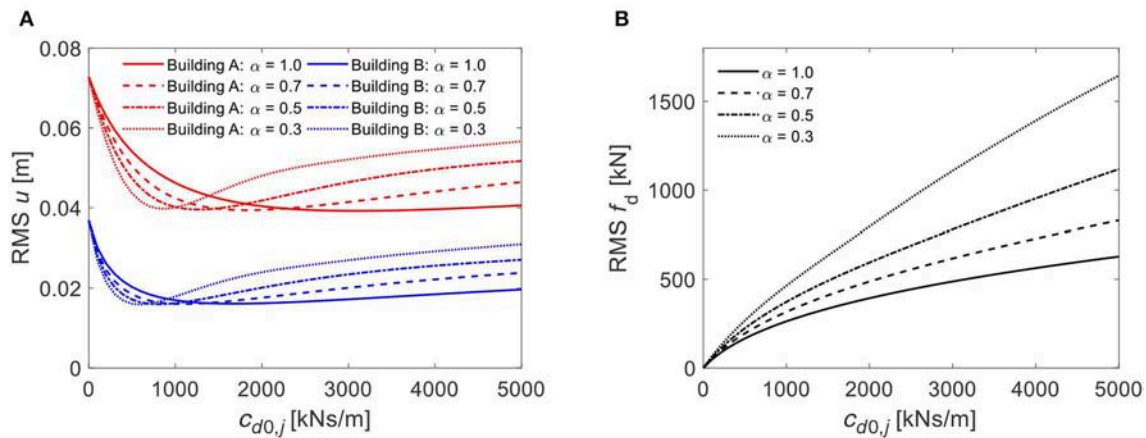 A
RMS u [m]
0.08
0.06
0.04
0.02
0
Building A: α = 1.0
Building A: α = 0.7
Building A: α = 0.5
Building A: α = 0.3
Building B: α = 1.0
Building B: α = 0.7
Building B: α = 0.5
Building B: α = 0.3
0 1000 2000 3000 4000 5000
c_{d0,j} [kNs/m]
B
RMS f_d [kN]
1500
1000
500
0
α = 1.0
α = 0.7
α = 0.5
α = 0.3
0 1000 2000 3000 4000 5000
c_{d0,j} [kNs/m]